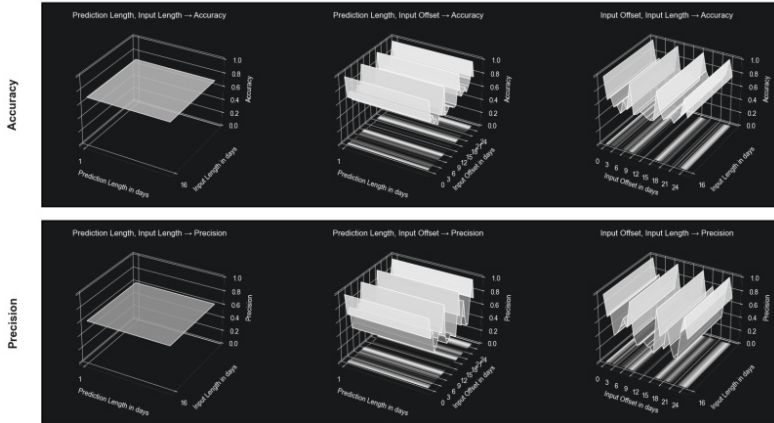 Accuracy
Prediction Length, Input Length → Accuracy
1.0
0.8
0.6
0.4
0.2
0.0
Accuracy
1
Prediction Length in days
16
Input Length in days
Prediction Length, Input Offset → Accuracy
1.0
0.8
0.6
0.4
0.2
0.0
Accuracy
1
Prediction Length in days
0 3 6 9 12 15
Input Offset in days
Input Offset, Input Length → Accuracy
1.0
0.8
0.6
0.4
0.2
0.0
Accuracy
0 3 6 9 12 15 18 21 24
Input Offset in days
16
Input Length in days
Precision
Prediction Length, Input Length → Precision
1.0
0.8
0.6
0.4
0.2
0.0
Precision
1
Prediction Length in days
16
Input Length in days
Prediction Length, Input Offset → Precision
1.0
0.8
0.6
0.4
0.2
0.0
Precision
1
Prediction Length in days
0 3 6 9 12 15
Input Offset in days
Input Offset, Input Length → Precision
1.0
0.8
0.6
0.4
0.2
0.0
Precision
0 3 6 9 12 15 18 21 24
Input Offset in days
16
Input Length in days